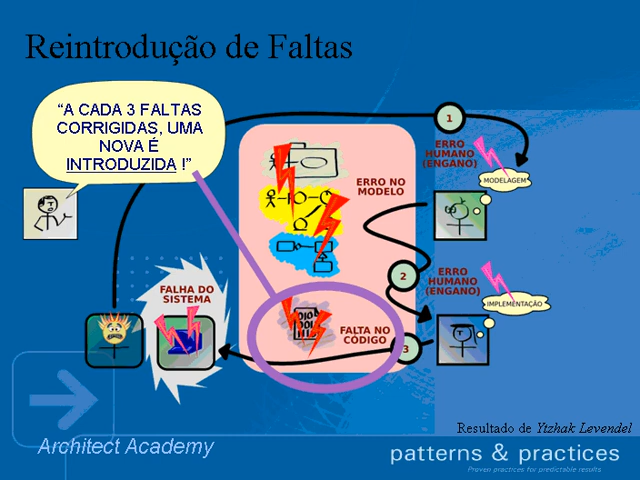 Reintrodução de Faltas
“A CADA 3 FALTAS
CORRIGIDAS, UMA
NOVA É
INTRODUZIDA !”
1
ERRO
HUMANO
(ENGANO)
MODELAGEM
ERRO NO
MODELO
2
ERRO
HUMANO
(ENGANO)
IMPLEMENTAÇÃO
FALHA DO
SISTEMA
FALTA NO
CÓDIGO
3
Resultado de Ytzhak Levendel
Architect Academy
patterns & practices
Proven practices for predictable results